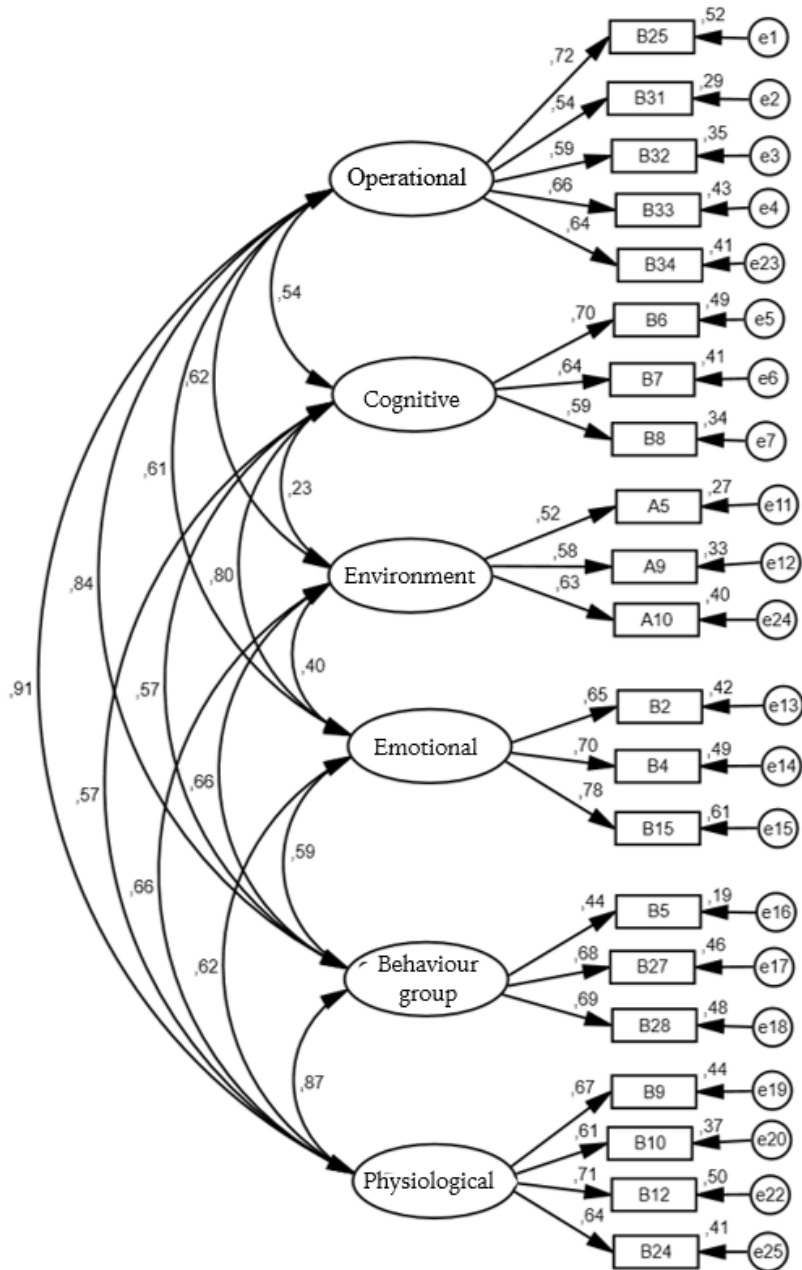 ,52
B25
e1
,72
,29
B31
e2
,54
,35
B32
e3
,59
Operational
,66
,43
B33
e4
,64
,41
B34
e23
,54
,49
,70
B6
e5
,62
,41
,64
B7
e6
Cognitive
,59
,34
B8
e7
,61
,23
,27
A5
e11
,52
,33
,58
A9
e12
Environment
,80
,84
,63
,40
A10
e24
,40
,91
,57
,65
,42
B2
e13
Emotional
,70
,49
B4
e14
,57
,66
,78
,61
B15
e15
,59
,66
,44
,19
B5
e16
,62
Behaviour
group
,68
,46
B27
e17
,69
,48
B28
e18
,87
,67
,44
B9
e19
,61
,37
B10
e20
Physiological
,71
,50
B12
e22
,64
,41
B24
e25